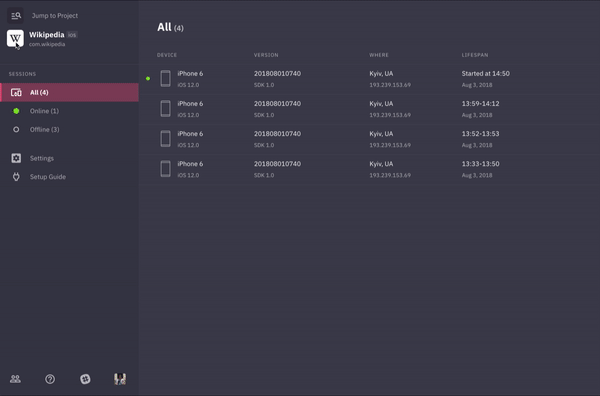 Jump to Project
Wikipedia iOS
com.wikipedia
SESSIONS
All (4)
Online (1)
Offline (3)
Settings
Setup Guide
All (4)
DEVICE VERSION WHERE LIFESPAN
iPhone 6 201808010740 Kyiv, UA Started at 14:50
iOS 12.0 SDK 1.0 193.239.153.69 Aug 3, 2018
iPhone 6 201808010740 Kyiv, UA 13:59-14:12
iOS 12.0 SDK 1.0 193.239.153.69 Aug 3, 2018
iPhone 6 201808010740 Kyiv, UA 13:52-13:53
iOS 12.0 SDK 1.0 193.239.153.69 Aug 3, 2018
iPhone 6 201808010740 Kyiv, UA 13:33-13:50
iOS 12.0 SDK 1.0 193.239.153.69 Aug 3, 2018